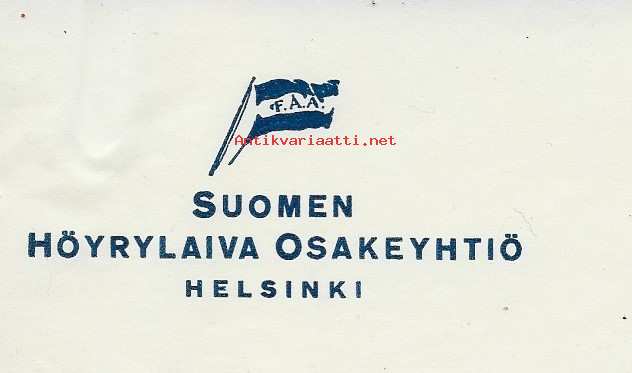 F.Å.A.
Antikvariaatti.net
SUOMEN
HÖYRYLAIVA OSAKEYHTIÖ
HELSINKI